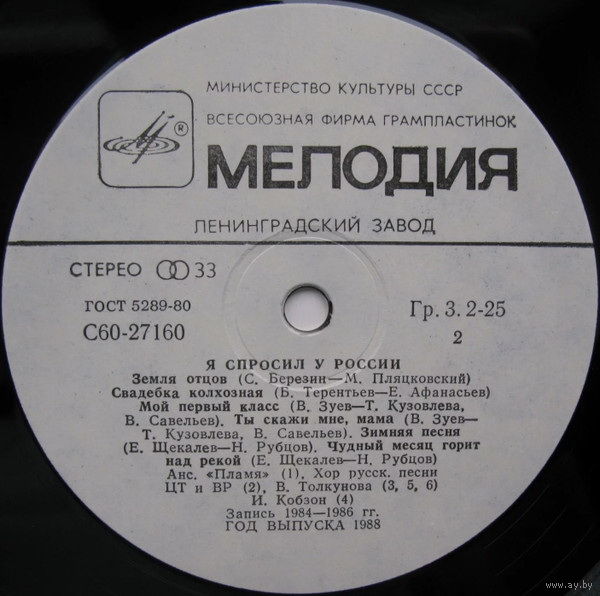 МИНИСТЕРСТВО КУЛЬТУРЫ СССР
ВСЕСОЮЗНАЯ ФИРМА ГРАМПЛАСТИНОК
®
МЕЛОДИЯ
ЛЕНИНГРАДСКИЙ ЗАВОД
СТЕРЕО 33
ГОСТ 5289-80
Гр. 3. 2-25
С60-27160
2
Я СПРОСИЛ У РОССИИ
Земля отцов (С. Березин—М. Пляцковский)
Свадебка колхозная (Б. Терентьев—Е. Афанасьев)
Мой первый класс (В. Зуев—Т. Кузовлева,
В. Савельев). Ты скажи мне, мама (В. Зуев—
Т. Кузовлева, В. Савельев). Зимняя песня
(Е. Щекалев—Н. Рубцов). Чудный месяц горит
над рекой (Е. Щекалев—Н. Рубцов)
Анс. «Пламя» (1), Хор русск. песни
ЦТ и ВР (2), В. Толкунова (3, 5, 6)
И. Кобзон (4)
Запись 1984—1986 гг.
ГОД ВЫПУСКА 1988
www.ay.by